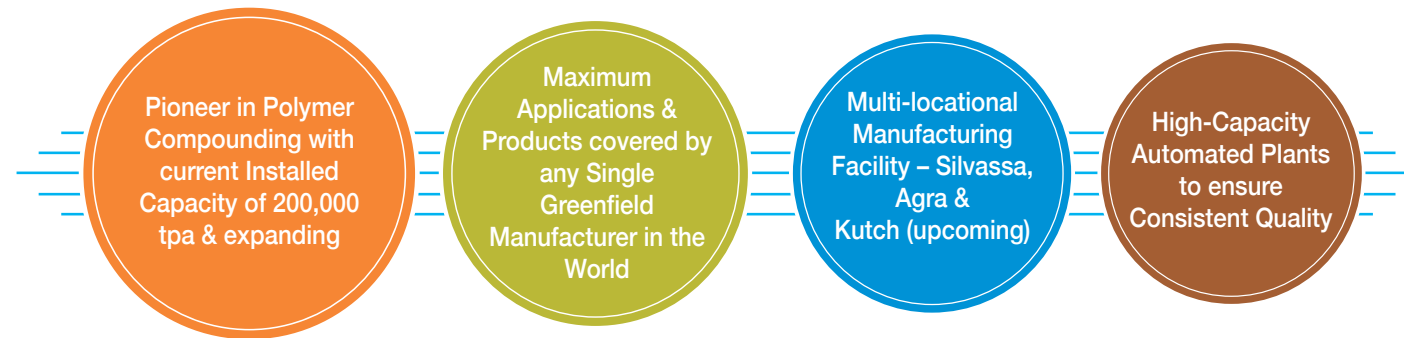 Pioneer in Polymer
Compounding with
current Installed
Capacity of 200,000
tpa & expanding
Maximum
Applications &
Products covered by
any Single
Greenfield
Manufacturer in the
World
Multi-locational
Manufacturing
Facility – Silvassa,
Agra &
Kutch (upcoming)
High-Capacity
Automated Plants
to ensure
Consistent Quality